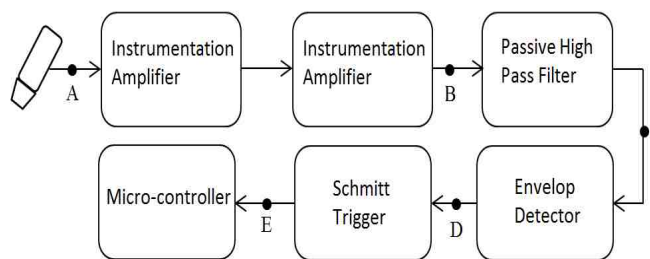 Instrumentation
Amplifier
Instrumentation
Amplifier
Passive High
Pass Filter
A
B
Micro-controller
Schmitt
Trigger
Envelop
Detector
E
D